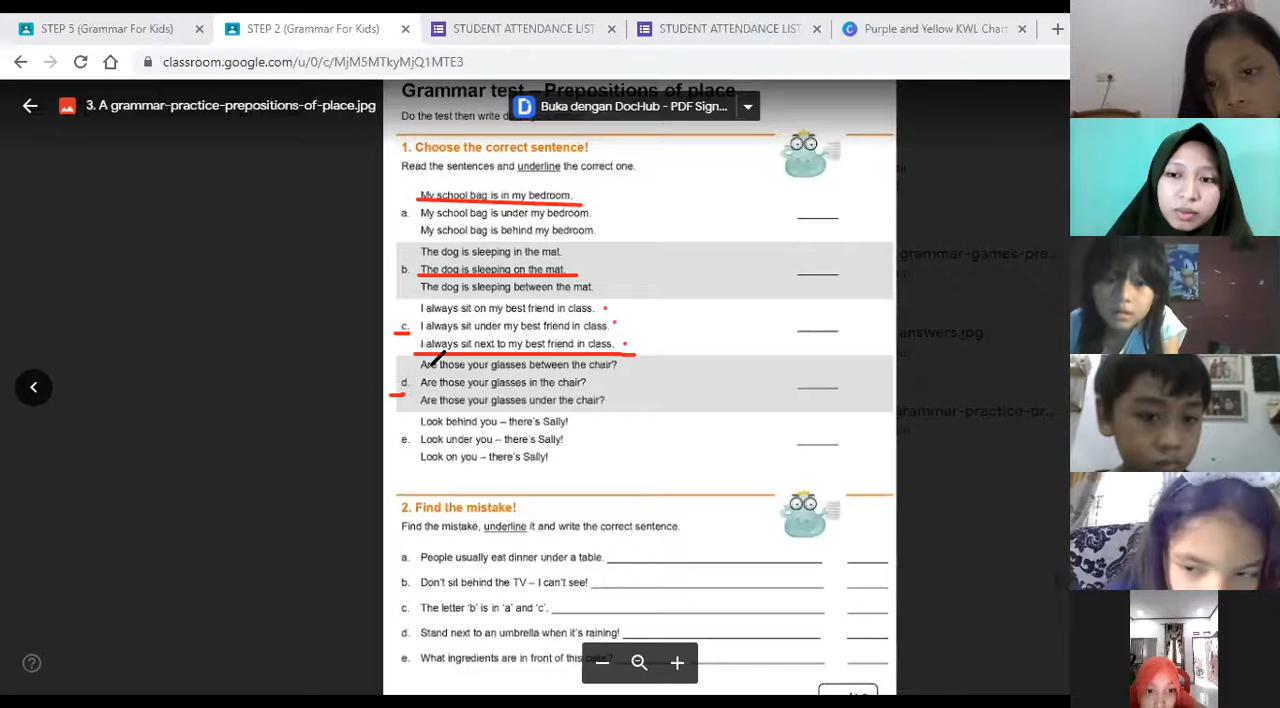 STEP 5 (Grammar For Kids)
STEP 2 (Grammar For Kids)
STUDENT ATTENDANCE LIST
STUDENT ATTENDANCE LIST
Purple and Yellow KWL Chart
classroom.google.com/u/0/c/MjM5MTkyMjQ1MTE3
3. A grammar-practice-prepositions-of-place.jpg
Buka dengan DocHub - PDF Sign...
Grammar test – Prepositions of place
Do the test then write
1. Choose the correct sentence!
Read the sentences and underline the correct one.
My school bag is in my bedroom.
a. My school bag is under my bedroom.
My school bag is behind my bedroom.
The dog is sleeping in the mat.
b. The dog is sleeping on the mat.
The dog is sleeping between the mat.
I always sit on my best friend in class.
c. I always sit under my best friend in class.
I always sit next to my best friend in class.
Are those your glasses between the chair?
d. Are those your glasses in the chair?
Are those your glasses under the chair?
Look behind you – there's Sally!
e. Look under you – there's Sally!
Look on you – there's Sally!
2. Find the mistake!
Find the mistake, underline it and write the correct sentence.
a. People usually eat dinner under a table.
b. Don't sit behind the TV – I can't see!
c. The letter 'b' is in 'a' and 'c'.
d. Stand next to an umbrella when it's raining!
e. What ingredients are in front of this cake?
grammar-games-pre...
answers.jpg
grammar-practice-pr...